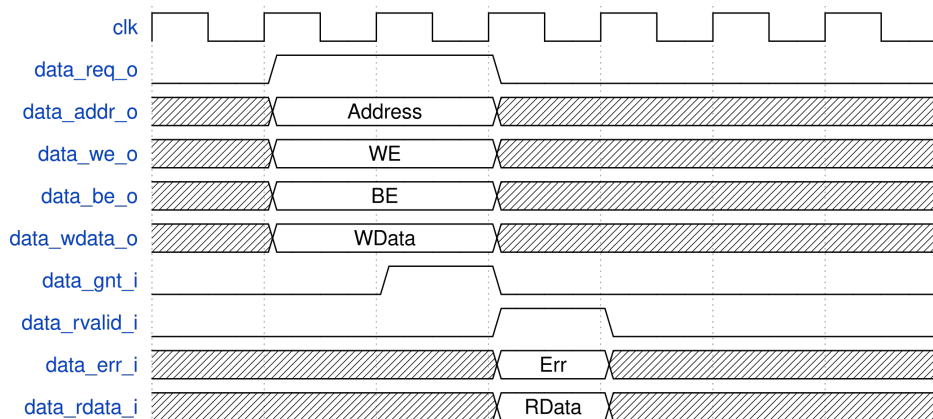 clk
data_req_o
data_addr_o Address
data_we_o WE
data_be_o BE
data_wdata_o WData
data_gnt_i
data_rvalid_i
data_err_i Err
data_rdata_i RData